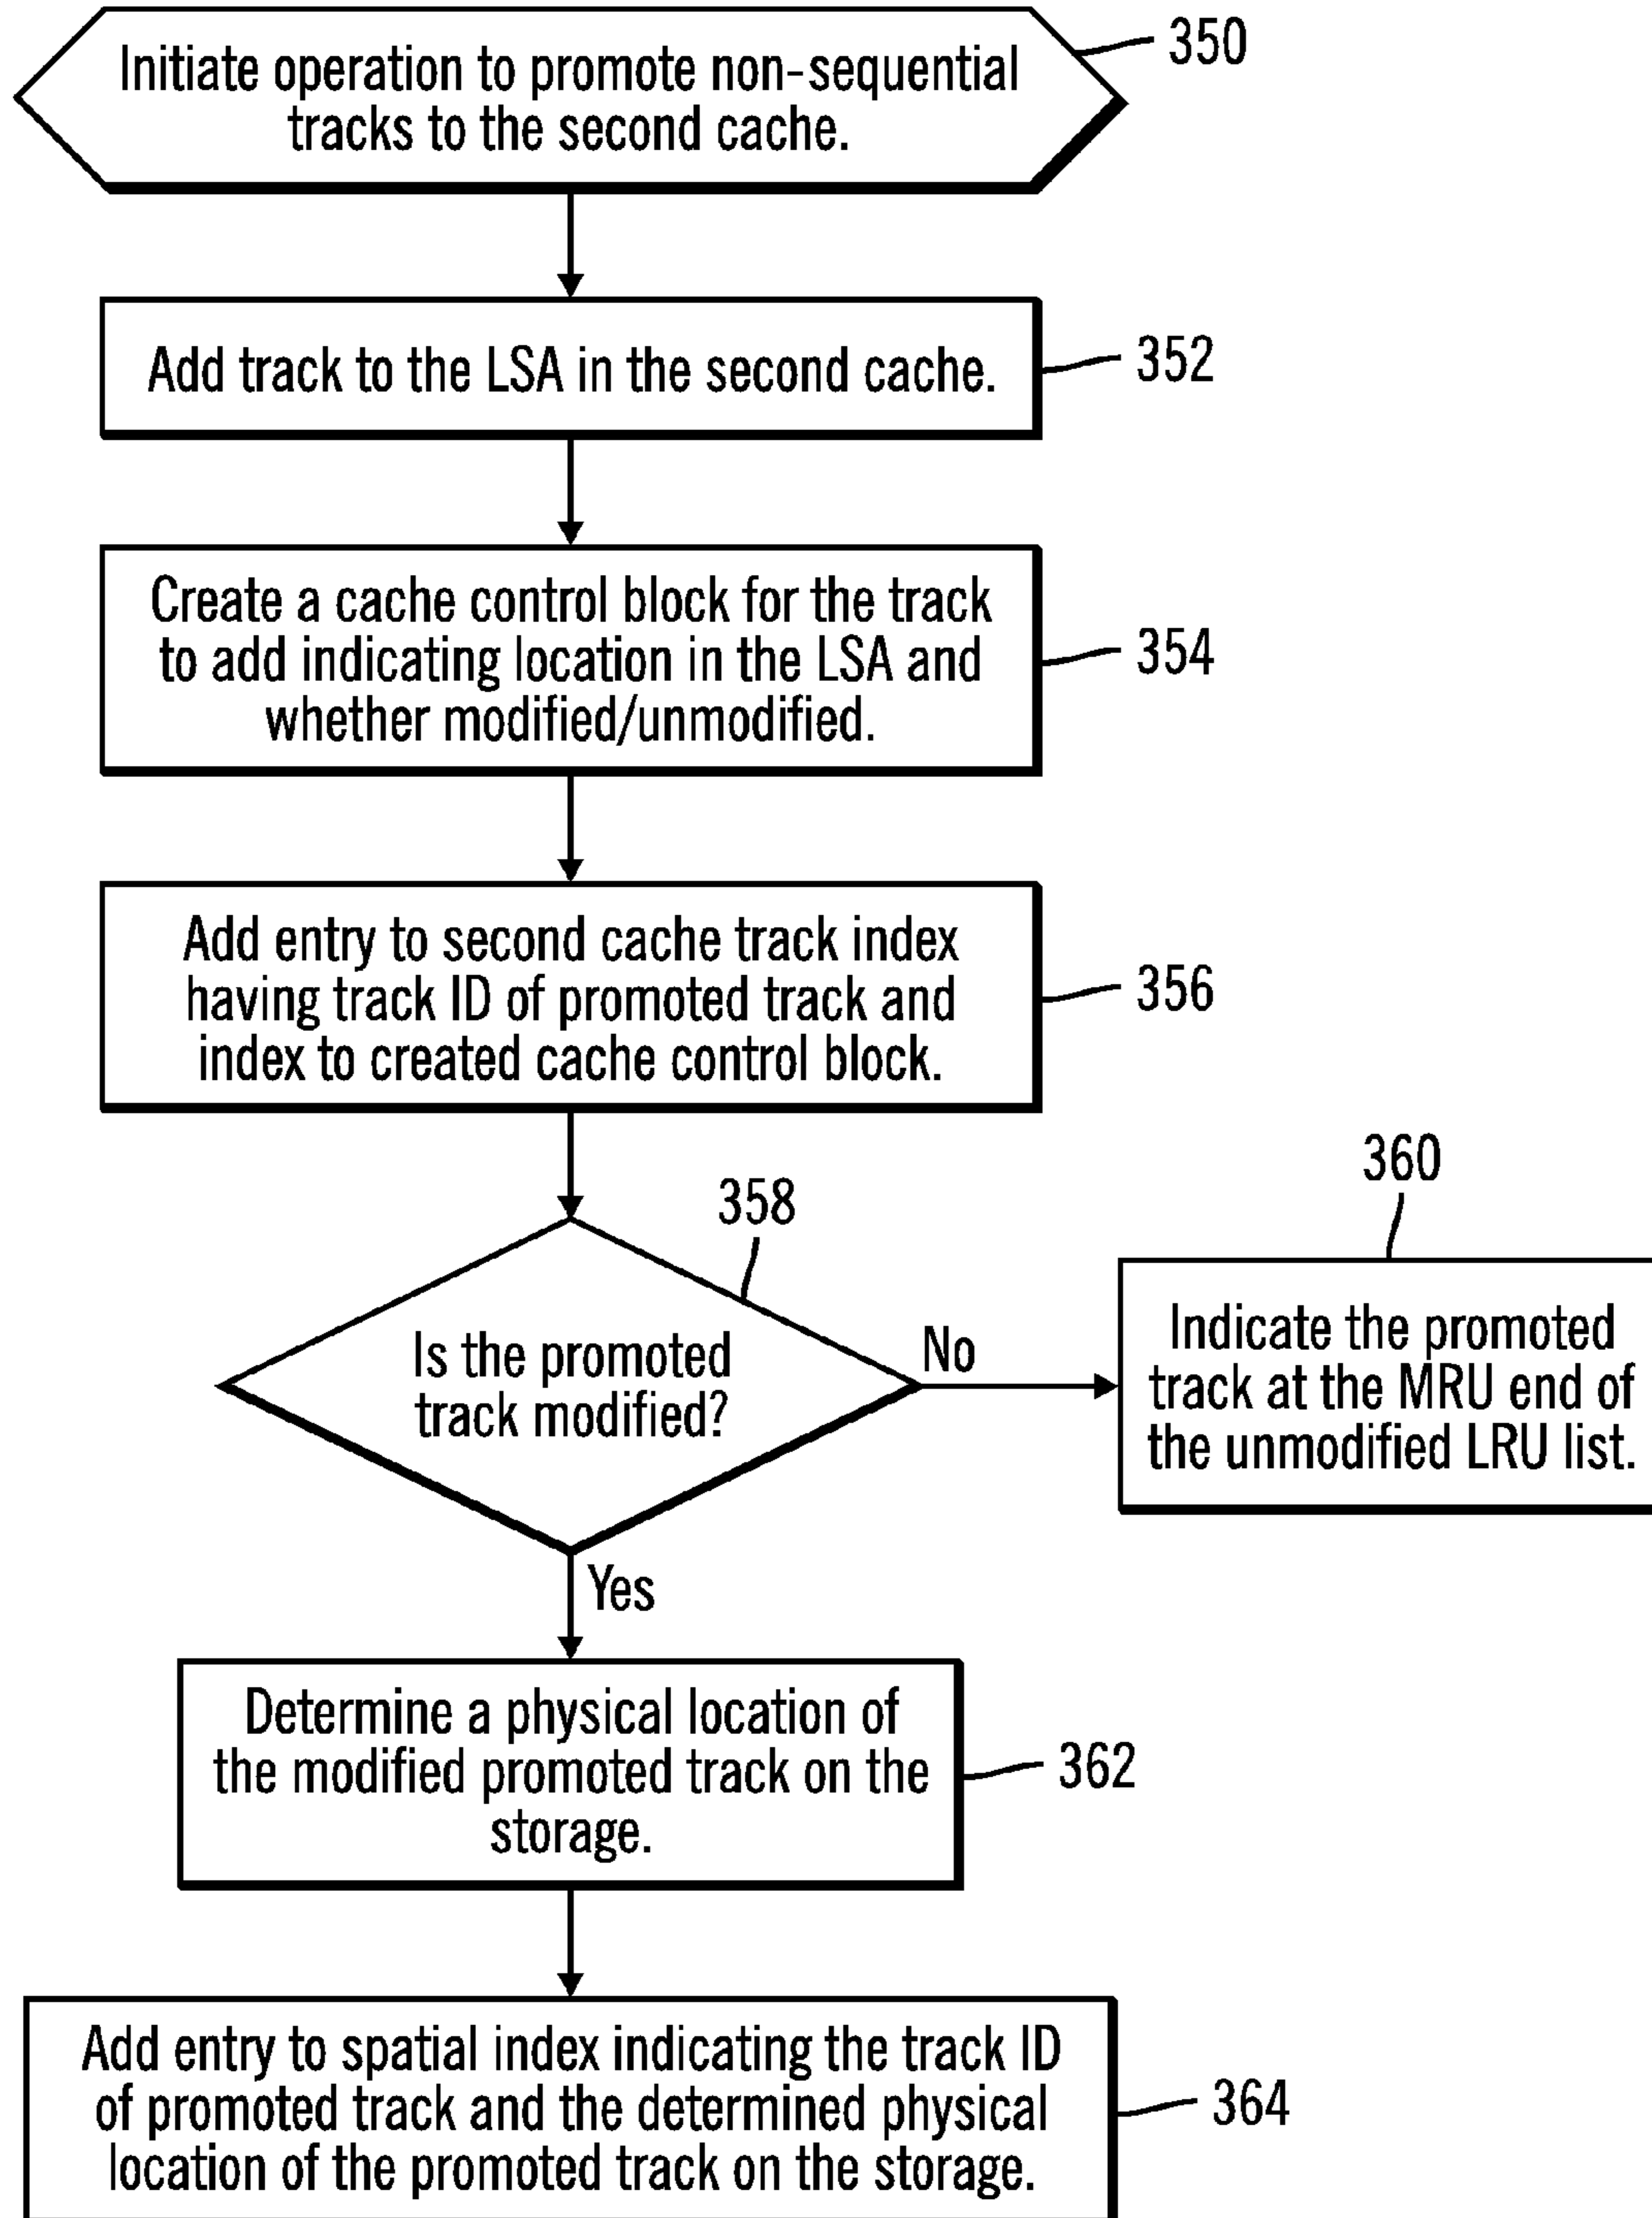 Initiate operation to promote non-sequential
tracks to the second cache.
350
Add track to the LSA in the second cache.
352
Create a cache control block for the track
to add indicating location in the LSA and
whether modified/unmodified.
354
Add entry to second cache track index
having track ID of promoted track and
index to created cache control block.
356
358
Is the promoted
track modified?
No
360
Indicate the promoted
track at the MRU end of
the unmodified LRU list.
Yes
Determine a physical location of
the modified promoted track on the
storage.
362
Add entry to spatial index indicating the track ID
of promoted track and the determined physical
location of the promoted track on the storage.
364